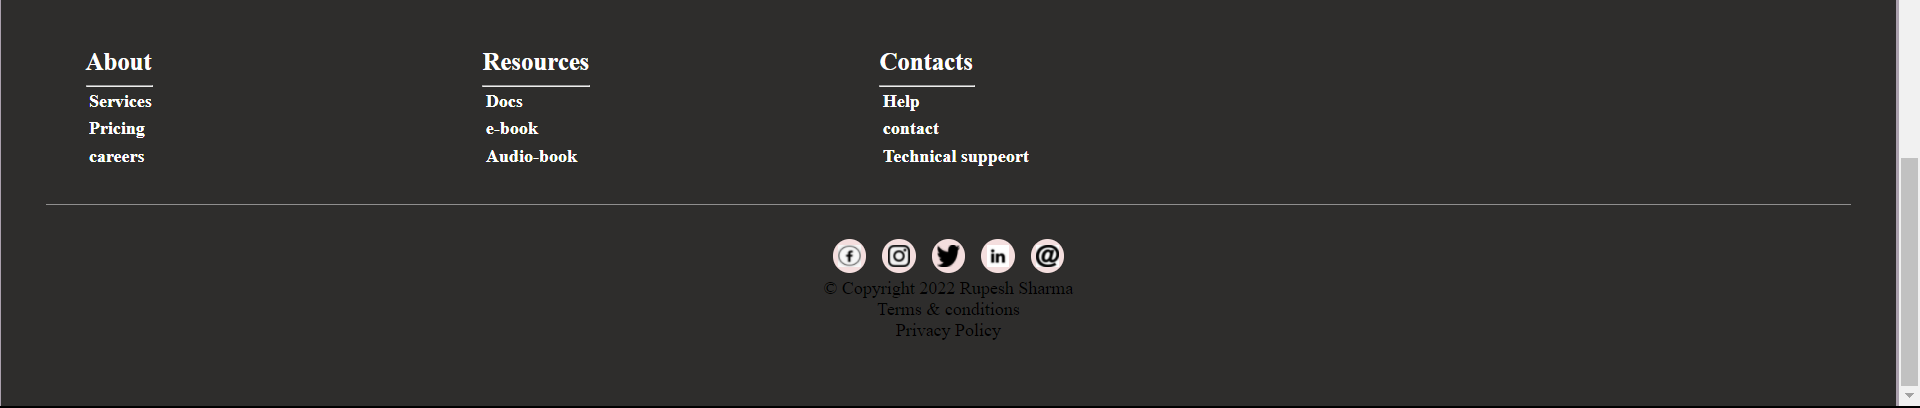 About
Services
Pricing
careers
Resources
Docs
e-book
Audio-book
Contacts
Help
contact
Technical suppeort
f
in
@
© Copyright 2022 Rupesh Sharma
Terms & conditions
Privacy Policy